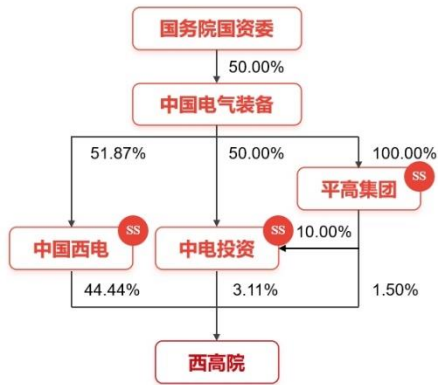 国务院国资委
50.00%
中国电气装备
51.87%
50.00%
100.00%
平高集团
SS
中国西电
SS
中电投资
SS
10.00%
44.44%
3.11%
1.50%
西高院